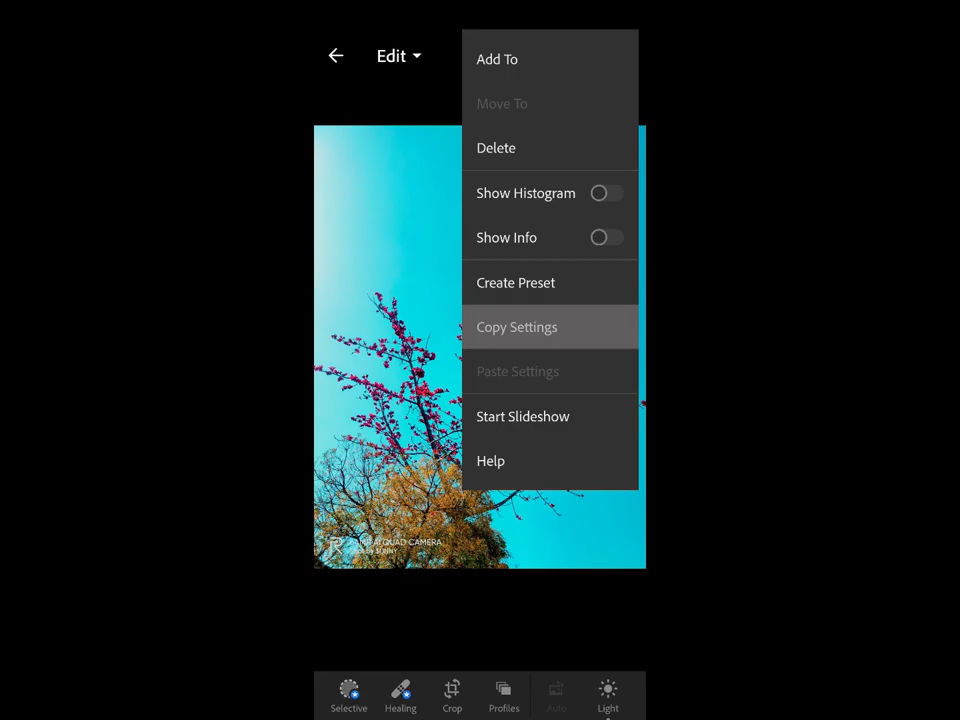 Edit
Add To
Move To
Delete
Show Histogram
Show Info
Create Preset
Copy Settings
Paste Settings
Start Slideshow
Help
QUAD CAMERA
Selective
Healing
Crop
Profiles
Auto
Light